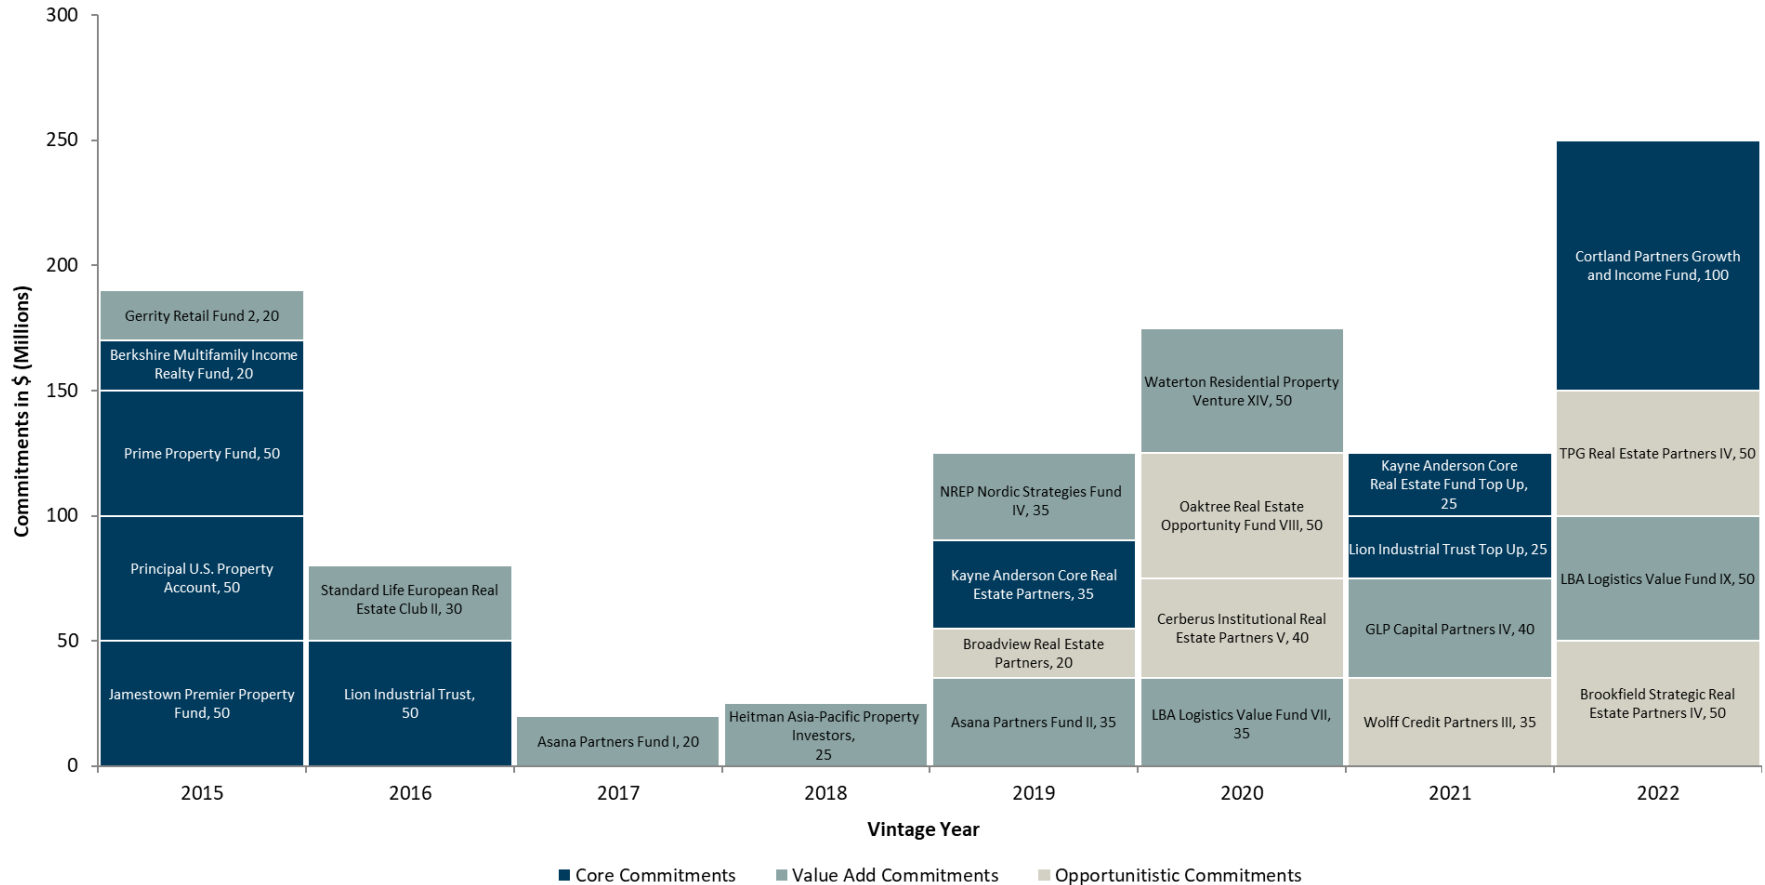 300
250
200
150
100
50
0
Commitments in $ (Millions)
Gerrity Retail Fund 2, 20
Berkshire Multifamily Income
Realty Fund, 20
Prime Property Fund, 50
Principal U.S. Property
Account, 50
Jamestown Premier Property
Fund, 50
Standard Life European Real
Estate Club II, 30
Lion Industrial Trust,
50
Asana Partners Fund I, 20
Heitman Asia-Pacific Property
Investors,
25
NREP Nordic Strategies Fund
IV, 35
Kayne Anderson Core Real
Estate Partners, 35
Broadview Real Estate
Partners, 20
Asana Partners Fund II, 35
Waterton Residential Property
Venture XIV, 50
Oaktree Real Estate
Opportunity Fund VIII, 50
Cerberus Institutional Real
Estate Partners V, 40
LBA Logistics Value Fund VII,
35
Kayne Anderson Core
Real Estate Fund Top Up,
25
Lion Industrial Trust Top Up, 25
GLP Capital Partners IV, 40
Wolff Credit Partners III, 35
Cortland Partners Growth
and Income Fund, 100
TPG Real Estate Partners IV, 50
LBA Logistics Value Fund IX, 50
Brookfield Strategic Real
Estate Partners IV, 50
2015 2016 2017 2018 2019 2020 2021 2022
Vintage Year
Core Commitments Value Add Commitments Opportunitistic Commitments